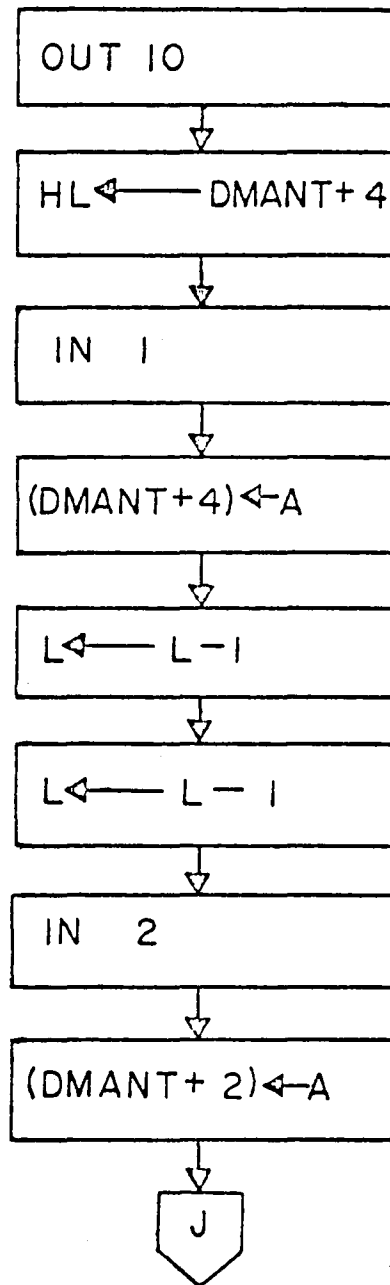 OUT 10
HL ← DMANT+4
IN 1
(DMANT+4)←A
L ← L-1
L ← L - 1
IN 2
(DMANT+ 2)←A
J